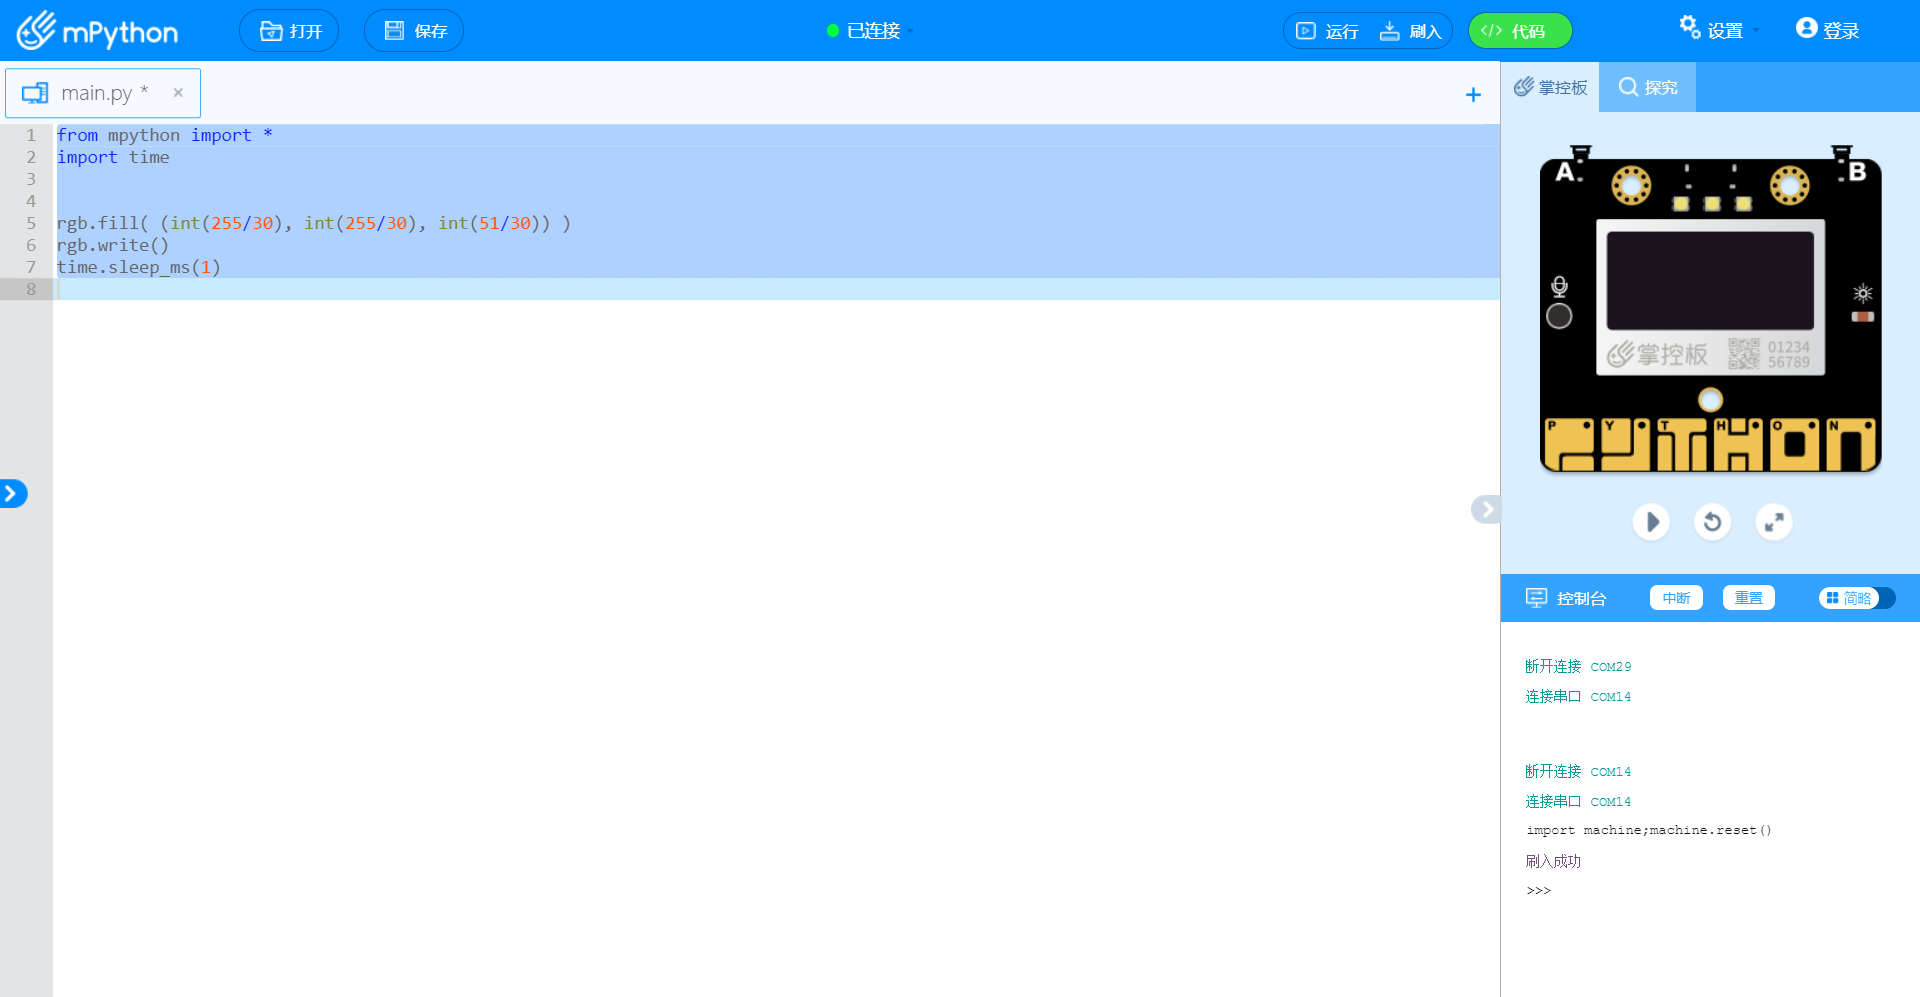 mPython 打开 保存 已连接 运行 刷入 </> 代码 设置 登录
main.py * ×
+
掌控板 探究
1 from mpython import *
2 import time
3
4
5 rgb.fill( (int(255/30), int(255/30), int(51/30)) )
6 rgb.write()
7 time.sleep_ms(1)
8
A B
掌控板 01234
56789
P Y T H O N
控制台 中断 重置 简略
断开连接 COM29
连接串口 COM14
断开连接 COM14
连接串口 COM14
import machine;machine.reset()
刷入成功
>>>